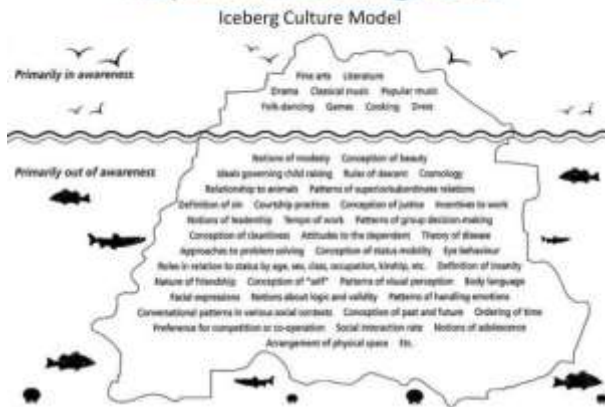 Iceberg Culture Model
Primarily in awareness
Fine arts Literature
Drama Classical music Popular music
Folk-dancing Games Cooking Dress
Primarily out of awareness
Notions of modesty Conception of beauty
Ideals governing child raising Rules of descent Cosmology
Relationship to animals Patterns of superior/subordinate relations
Definition of sin Courtship practices Conception of justice Incentives to work
Notions of leadership Tempo of work Patterns of group decision-making
Conception of cleanliness Attitudes to the dependent Theory of disease
Approaches to problem solving Conception of status mobility Eye behaviour
Roles in relation to status by age, sex, class, occupation, kinship, etc. Definition of insanity
Nature of friendship Conception of "self" Patterns of visual perception Body language
Facial expressions Notions about logic and validity Patterns of handling emotions
Conversational patterns in various social contexts Conception of past and future Ordering of time
Preference for competition or co-operation Social interaction rate Notions of adolescence
Arrangement of physical space Etc.